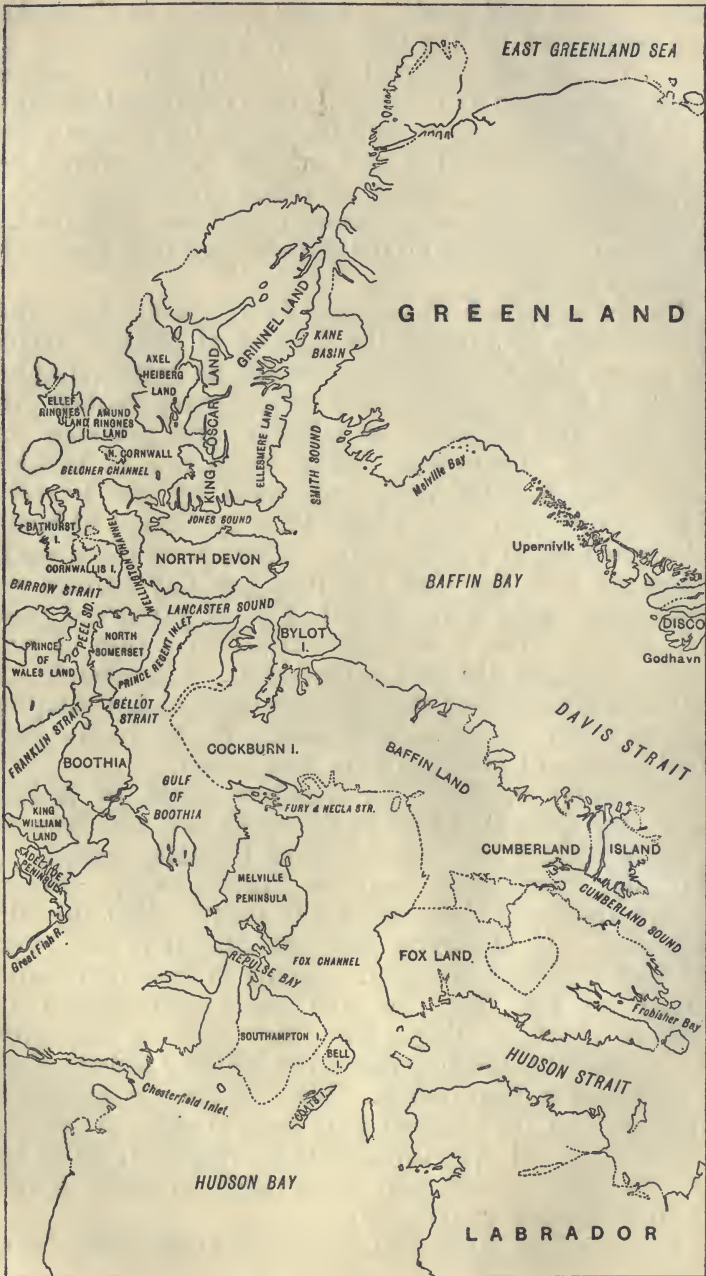 EAST GREENLAND SEA
GREENLAND
GRINNEL LAND
KANE
BASIN
AXEL
HEIBERG
LAND
KING OSCAR LAND
ELLEF
RINGNES
LAND
AMUND
RINGNES
LAND
ELLESMERE LAND
SMITH SOUND
N. CORNWALL
BELCHER CHANNEL
Melville Bay
JONES SOUND
BATHURST
I.
Upernivik
WELLINGTON CHANNEL
NORTH DEVON
CORNWALLIS I.
BAFFIN BAY
BARROW STRAIT
LANCASTER SOUND
DISCO
PEEL SD.
PRINCE
OF
WALES LAND
NORTH
SOMERSET
PRINCE REGENT INLET
BYLOT
I.
Godhavn
BELLOT
STRAIT
FRANKLIN STRAIT
DAVIS STRAIT
BOOTHIA
COCKBURN I.
BAFFIN LAND
GULF
OF
BOOTHIA
FURY & NECLA STR.
KING
WILLIAM
LAND
ADELAIDE
PENINSULA
CUMBERLAND ISLAND
MELVILLE
PENINSULA
CUMBERLAND SOUND
Great Fish R.
FOX CHANNEL
FOX LAND
REPULSE BAY
Frobisher Bay
SOUTHAMPTON I.
BELL
I.
HUDSON STRAIT
Chesterfield Inlet
COATS I.
HUDSON BAY
LABRADOR